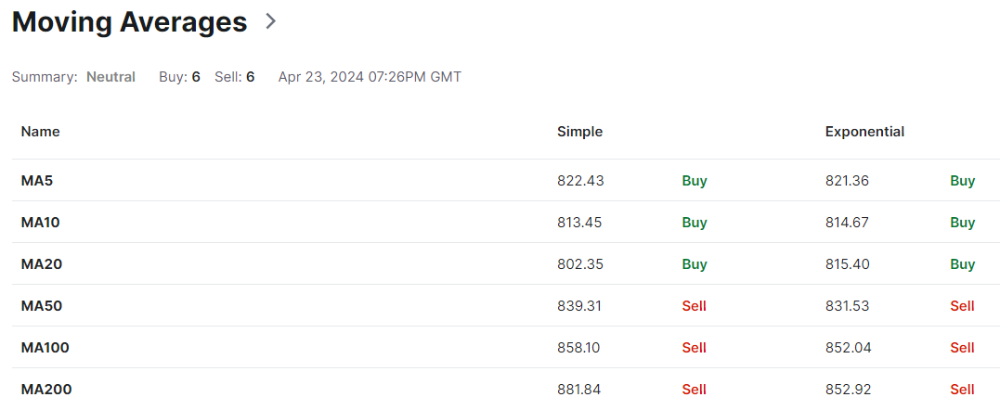 Moving Averages
Summary: Neutral Buy: 6 Sell: 6 Apr 23, 2024 07:26PM GMT
Name Simple Exponential
MA5 822.43 Buy 821.36 Buy
MA10 813.45 Buy 814.67 Buy
MA20 802.35 Buy 815.40 Buy
MA50 839.31 Sell 831.53 Sell
MA100 858.10 Sell 852.04 Sell
MA200 881.84 Sell 852.92 Sell